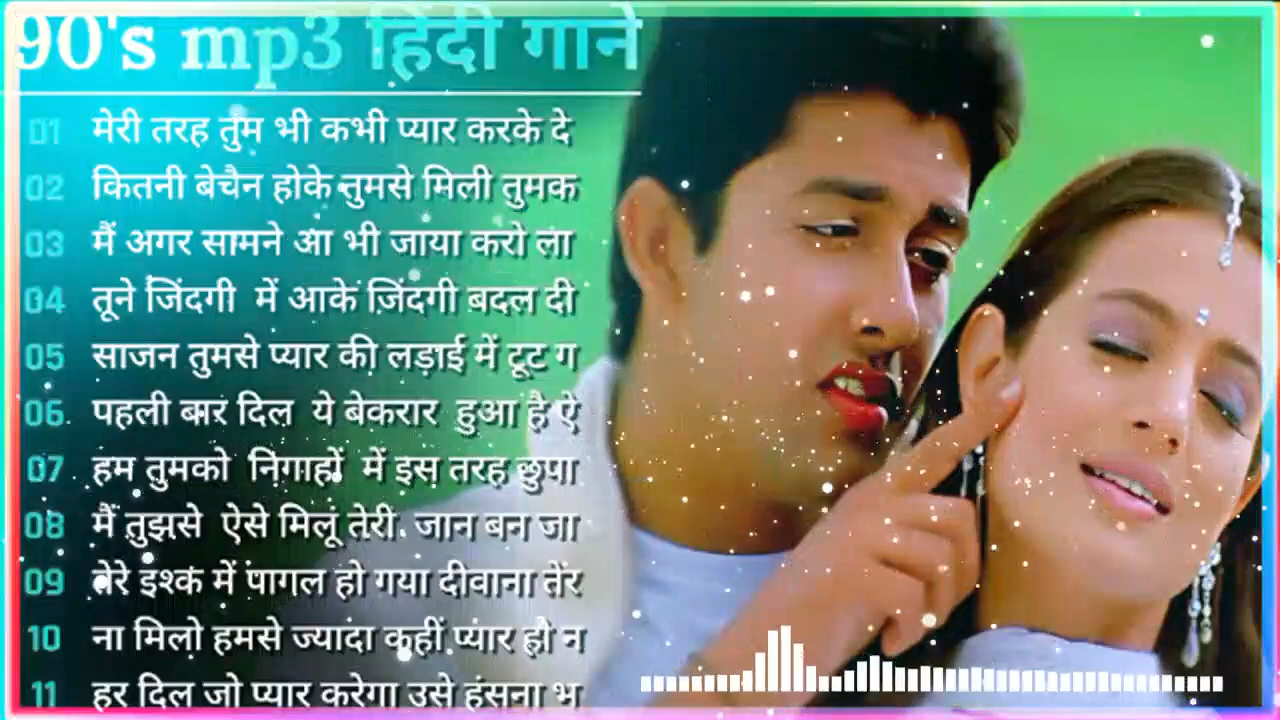 90's mp3 हिंदी गाने
01 मेरी तरह तुम भी कभी प्यार करके दे
02 कितनी बेचैन होके तुमसे मिली तुमक
03 मैं अगर सामने आ भी जाया करो ला
04 तूने जिंदगी में आके ज़िंदगी बदल दी
05 साजन तुमसे प्यार की लड़ाई में टूट ग
06 पहली बार दिल ये बेकरार हुआ है ऐ
07 हम तुमको निगाहों में इस तरह छुपा
08 मैं तुझसे ऐसे मिलूं तेरी जान बन जा
09 तेरे इश्क में पागल हो गया दीवाना तेर
10 ना मिलो हमसे ज्यादा कहीं प्यार हो न
11 हर दिल जो प्यार करेगा उसे हंसना भ